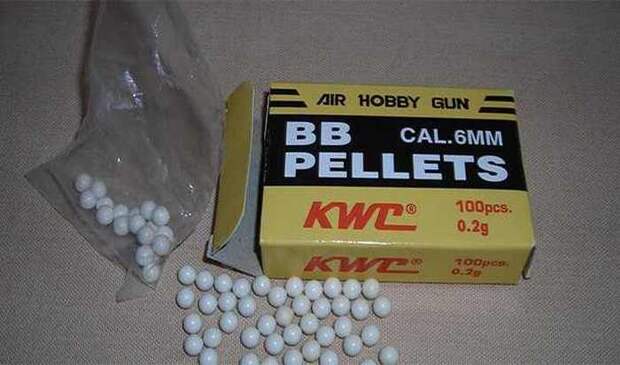 AIR HOBBY GUN
BB CAL.6MM
PELLETS
KWC® 100pcs.
0.2g
KWC® 100pcs.
0.2g